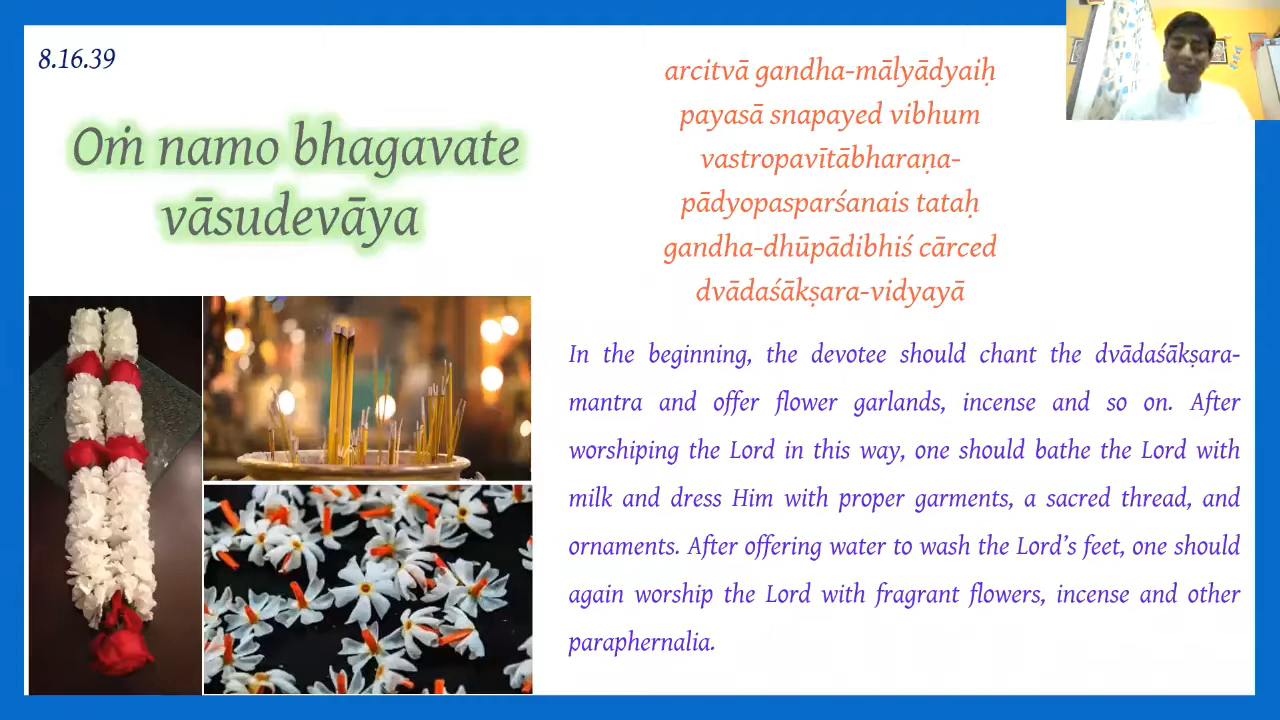 8.16.39
Oṁ namo bhagavate
vāsudevāya
arcitvā gandha-mālyādyaiḥ
payasā snapayed vibhum
vastropavītābharaṇa-
pādyopasparśanais tataḥ
gandha-dhūpādibhiś cārced
dvādaśākṣara-vidyayā
In the beginning, the devotee should chant the dvādaśākṣara-
mantra and offer flower garlands, incense and so on. After
worshiping the Lord in this way, one should bathe the Lord with
milk and dress Him with proper garments, a sacred thread, and
ornaments. After offering water to wash the Lord’s feet, one should
again worship the Lord with fragrant flowers, incense and other
paraphernalia.